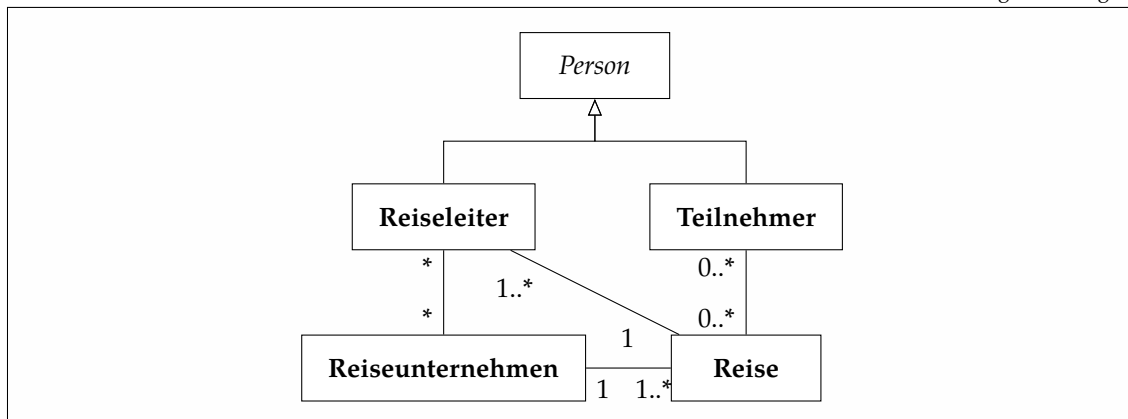 Person
Reiseleiter Teilnehmer
* 0..*
1..*
* 0..*
1
Reiseunternehmen Reise
1 1..*